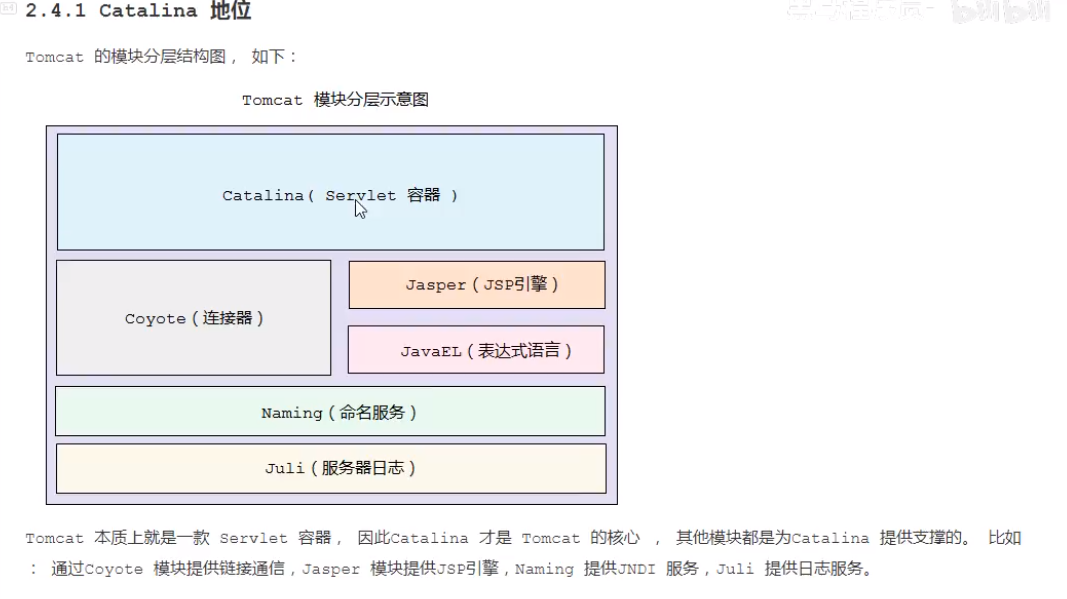 2.4.1 Catalina 地位
Tomcat 的模块分层结构图， 如下：
Tomcat 模块分层示意图
Catalina( Servlet 容器 )
Coyote（连接器）
Jasper（JSP引擎）
JavaEL（表达式语言）
Naming（命名服务）
Juli（服务器日志）
Tomcat 本质上就是一款 Servlet 容器， 因此Catalina 才是 Tomcat 的核心 ， 其他模块都是为Catalina 提供支撑的。 比如
： 通过Coyote 模块提供链接通信，Jasper 模块提供JSP引擎，Naming 提供JNDI 服务，Juli 提供日志服务。